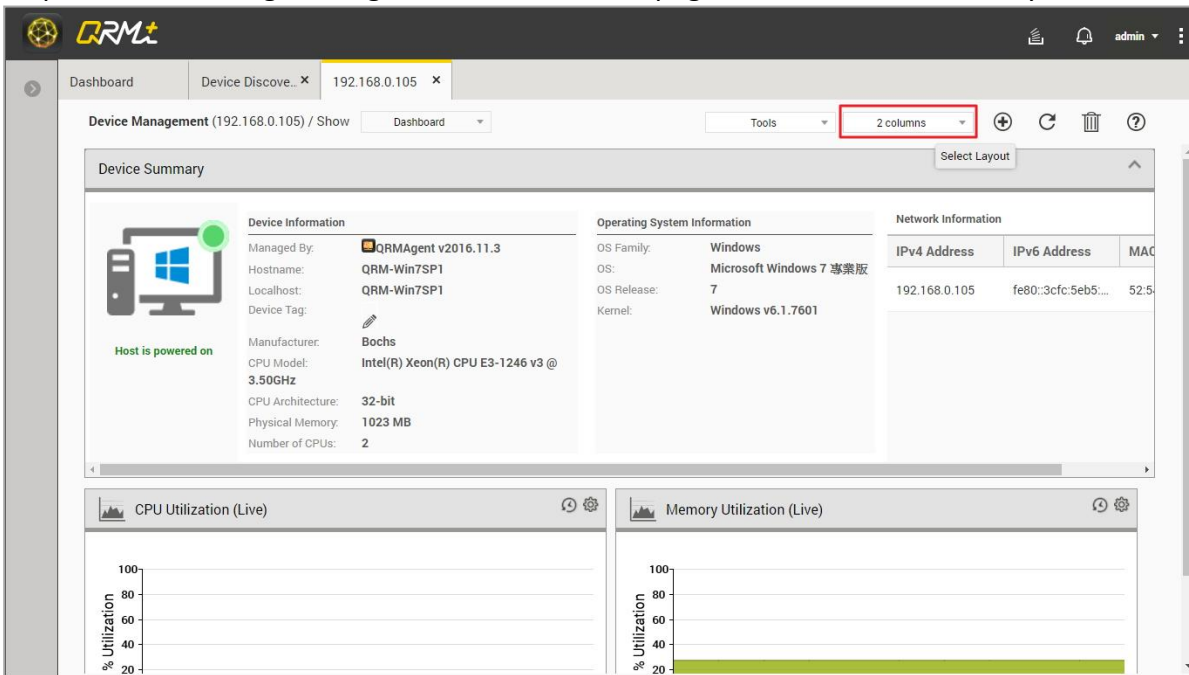 QRM+
admin
Dashboard
Device Discove...
192.168.0.105
Device Management (192.168.0.105) / Show
Dashboard
Tools
2 columns
Select Layout
Device Summary
Host is powered on
Device Information
Managed By: QRMAgent v2016.11.3
Hostname: QRM-Win7SP1
Localhost: QRM-Win7SP1
Device Tag:
Manufacturer: Bochs
CPU Model: Intel(R) Xeon(R) CPU E3-1246 v3 @
3.50GHz
CPU Architecture: 32-bit
Physical Memory: 1023 MB
Number of CPUs: 2
Operating System Information
OS Family: Windows
OS: Microsoft Windows 7 專業版
OS Release: 7
Kernel: Windows v6.1.7601
Network Information
IPv4 Address IPv6 Address MAC
192.168.0.105 fe80::3cfc:5eb5:... 52:5
CPU Utilization (Live)
100
80
60
40
20
% Utilization
Memory Utilization (Live)
100
80
60
40
20
% Utilization